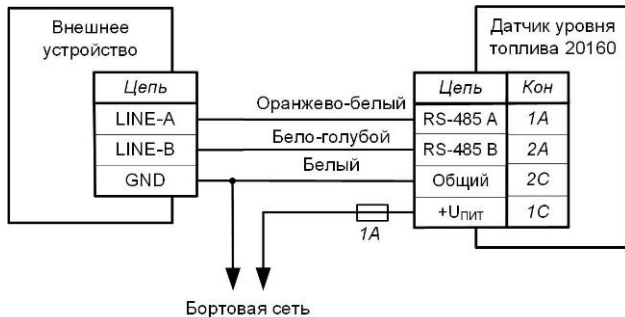 Внешнее
устройство
Датчик уровня
топлива 20160
Цепь
Цепь Кон
Оранжево-белый
LINE-A
RS-485 A 1A
Бело-голубой
LINE-B
RS-485 B 2A
Белый
GND
Общий 2C
+UПИТ 1C
1A
Бортовая сеть